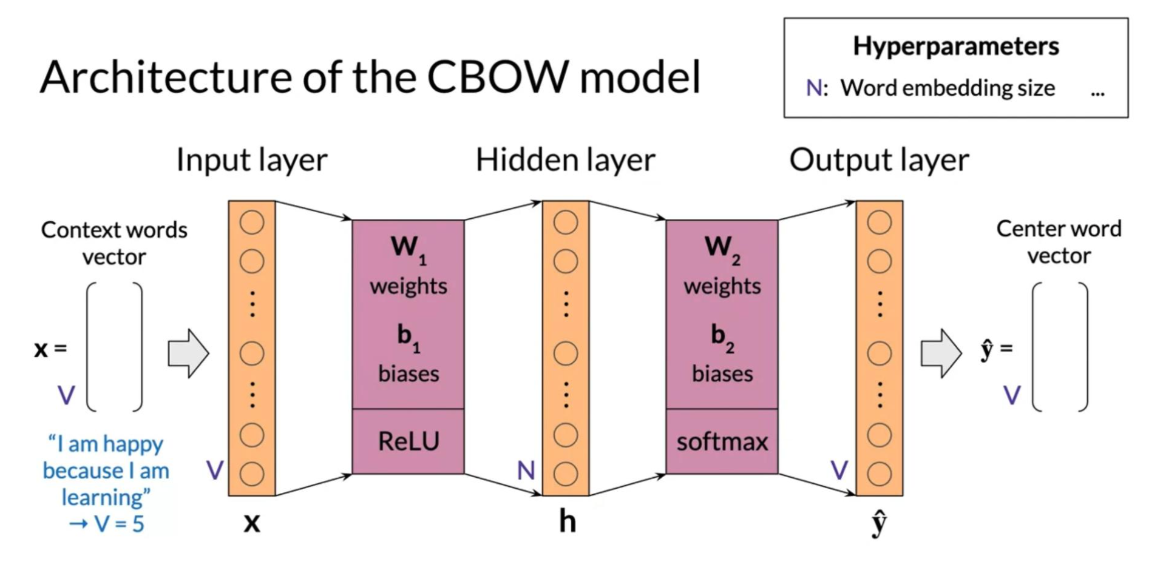 Architecture of the CBOW model
Hyperparameters
N: Word embedding size ...
Input layer
Hidden layer
Output layer
Context words
vector
x =
V
"I am happy
because I am
learning"
→ V = 5
V
x
W₁
weights
b₁
biases
ReLU
N
h
W₂
weights
b₂
biases
softmax
V
ŷ
Center word
vector
ŷ =
V